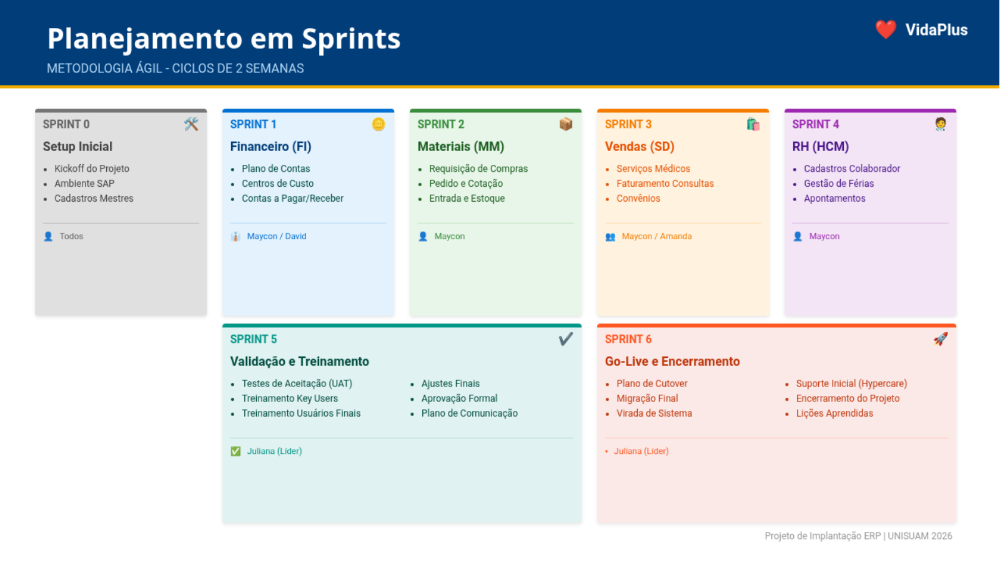 Planejamento em Sprints
METODOLOGIA ÁGIL - CICLOS DE 2 SEMANAS
VidaPlus
SPRINT 0
Setup Inicial
• Kickoff do Projeto
• Ambiente SAP
• Cadastros Mestres
Todos
SPRINT 1
Financeiro (FI)
• Plano de Contas
• Centros de Custo
• Contas a Pagar/Receber
Maycon / David
SPRINT 2
Materiais (MM)
• Requisição de Compras
• Pedido e Cotação
• Entrada e Estoque
Maycon
SPRINT 3
Vendas (SD)
• Serviços Médicos
• Faturamento Consultas
• Convênios
Maycon / Amanda
SPRINT 4
RH (HCM)
• Cadastros Colaborador
• Gestão de Férias
• Apontamentos
Maycon
SPRINT 5
Validação e Treinamento
• Testes de Aceitação (UAT)
• Treinamento Key Users
• Treinamento Usuários Finais
• Ajustes Finais
• Aprovação Formal
• Plano de Comunicação
Juliana (Líder)
SPRINT 6
Go-Live e Encerramento
• Plano de Cutover
• Migração Final
• Virada de Sistema
• Suporte Inicial (Hypercare)
• Encerramento do Projeto
• Lições Aprendidas
• Juliana (Líder)
Projeto de Implantação ERP | UNISUAM 2026